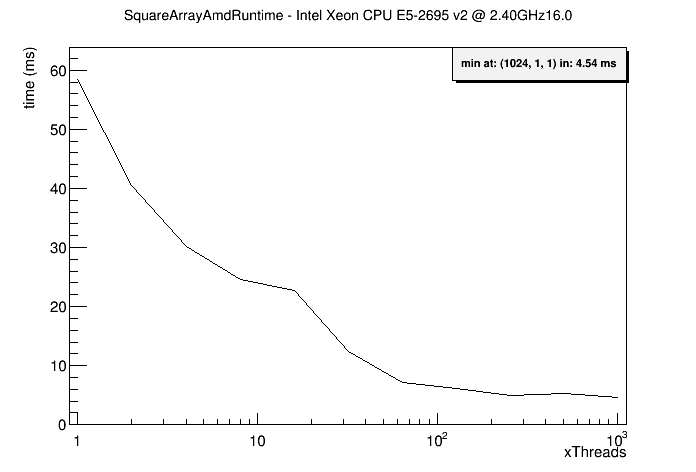 SquareArrayAmdRuntime - Intel Xeon CPU E5-2695 v2 @ 2.40GHz16.0
time (ms)
min at: (1024, 1, 1) in: 4.54 ms
60
50
40
30
20
10
0
1 10 10² 10³
xThreads